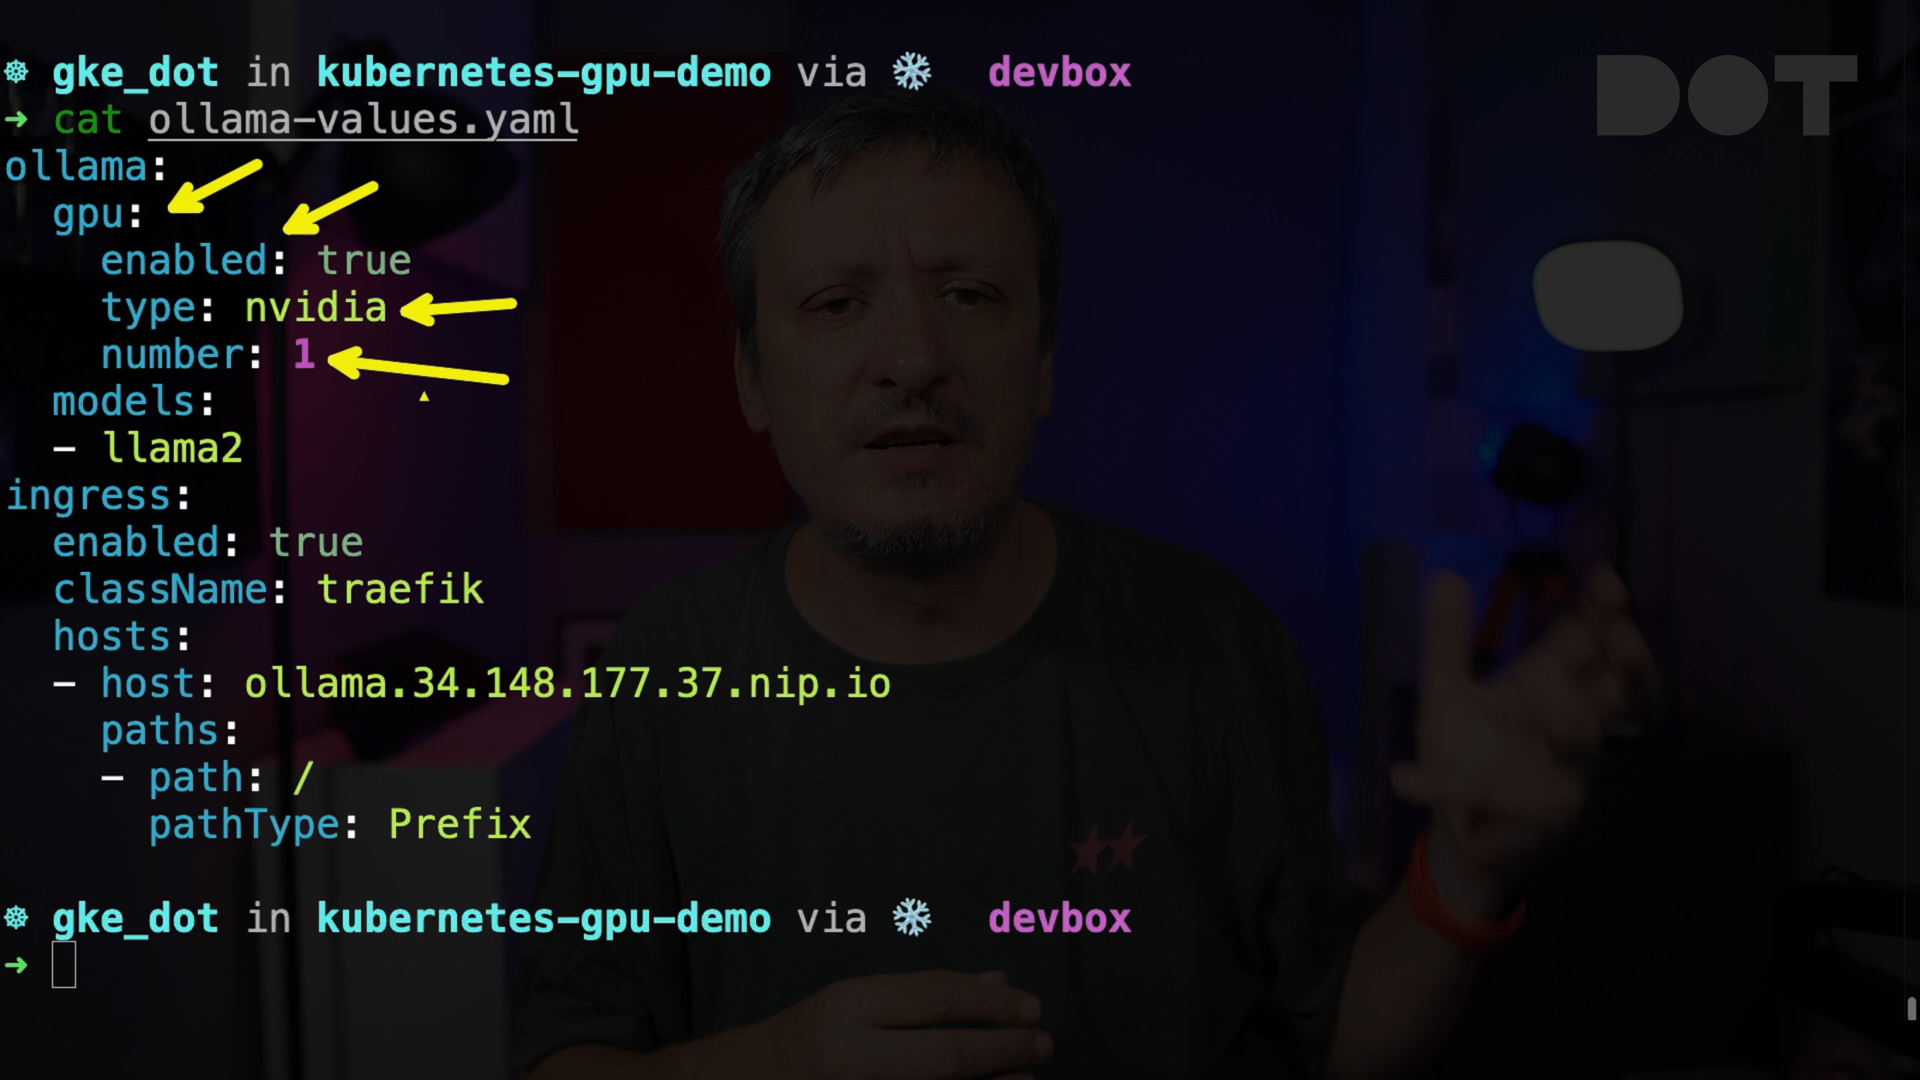 ☸ gke_dot in kubernetes-gpu-demo via ❄ devbox
DOT
→ cat ollama-values.yaml
ollama:
  gpu:
    enabled: true
    type: nvidia
    number: 1
  models:
  - llama2
ingress:
  enabled: true
  className: traefik
  hosts:
  - host: ollama.34.148.177.37.nip.io
    paths:
    - path: /
      pathType: Prefix
☸ gke_dot in kubernetes-gpu-demo via ❄ devbox
→